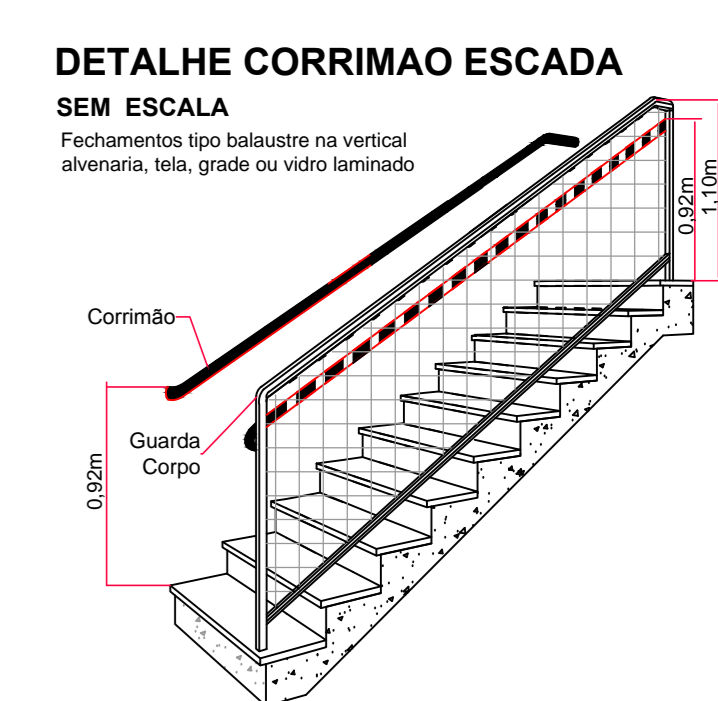 DETALHE CORRIMAO ESCADA
SEM ESCALA
Fechamentos tipo balaustre na vertical
alvenaria, tela, grade ou vidro laminado
Corrimão
Guarda
Corpo
0,92m
0,92m
1,10m